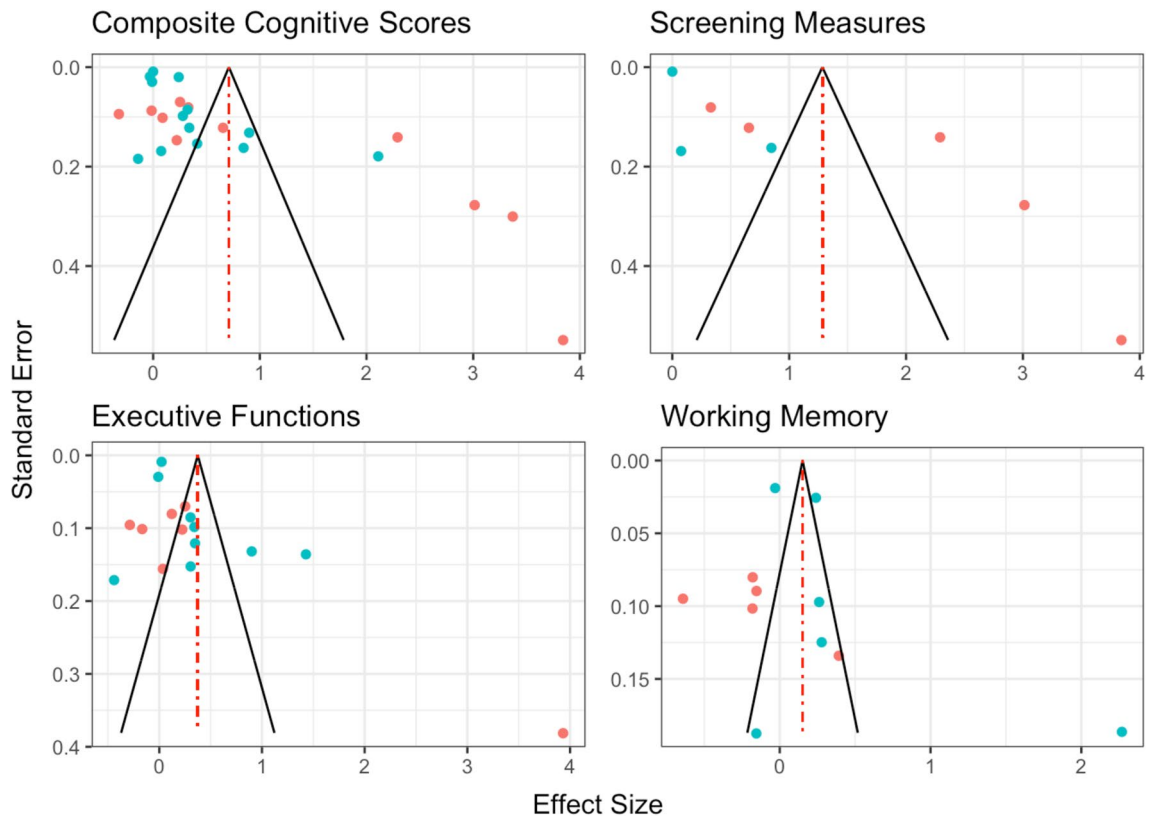 Composite Cognitive Scores
Screening Measures
0.0
0.2
0.4
0 1 2 3 4
0.0
0.2
0.4
0 1 2 3 4
Standard Error
Executive Functions
Working Memory
0.0
0.1
0.2
0.3
0.4
0 1 2 3 4
0.00
0.05
0.10
0.15
0 1 2
Effect Size